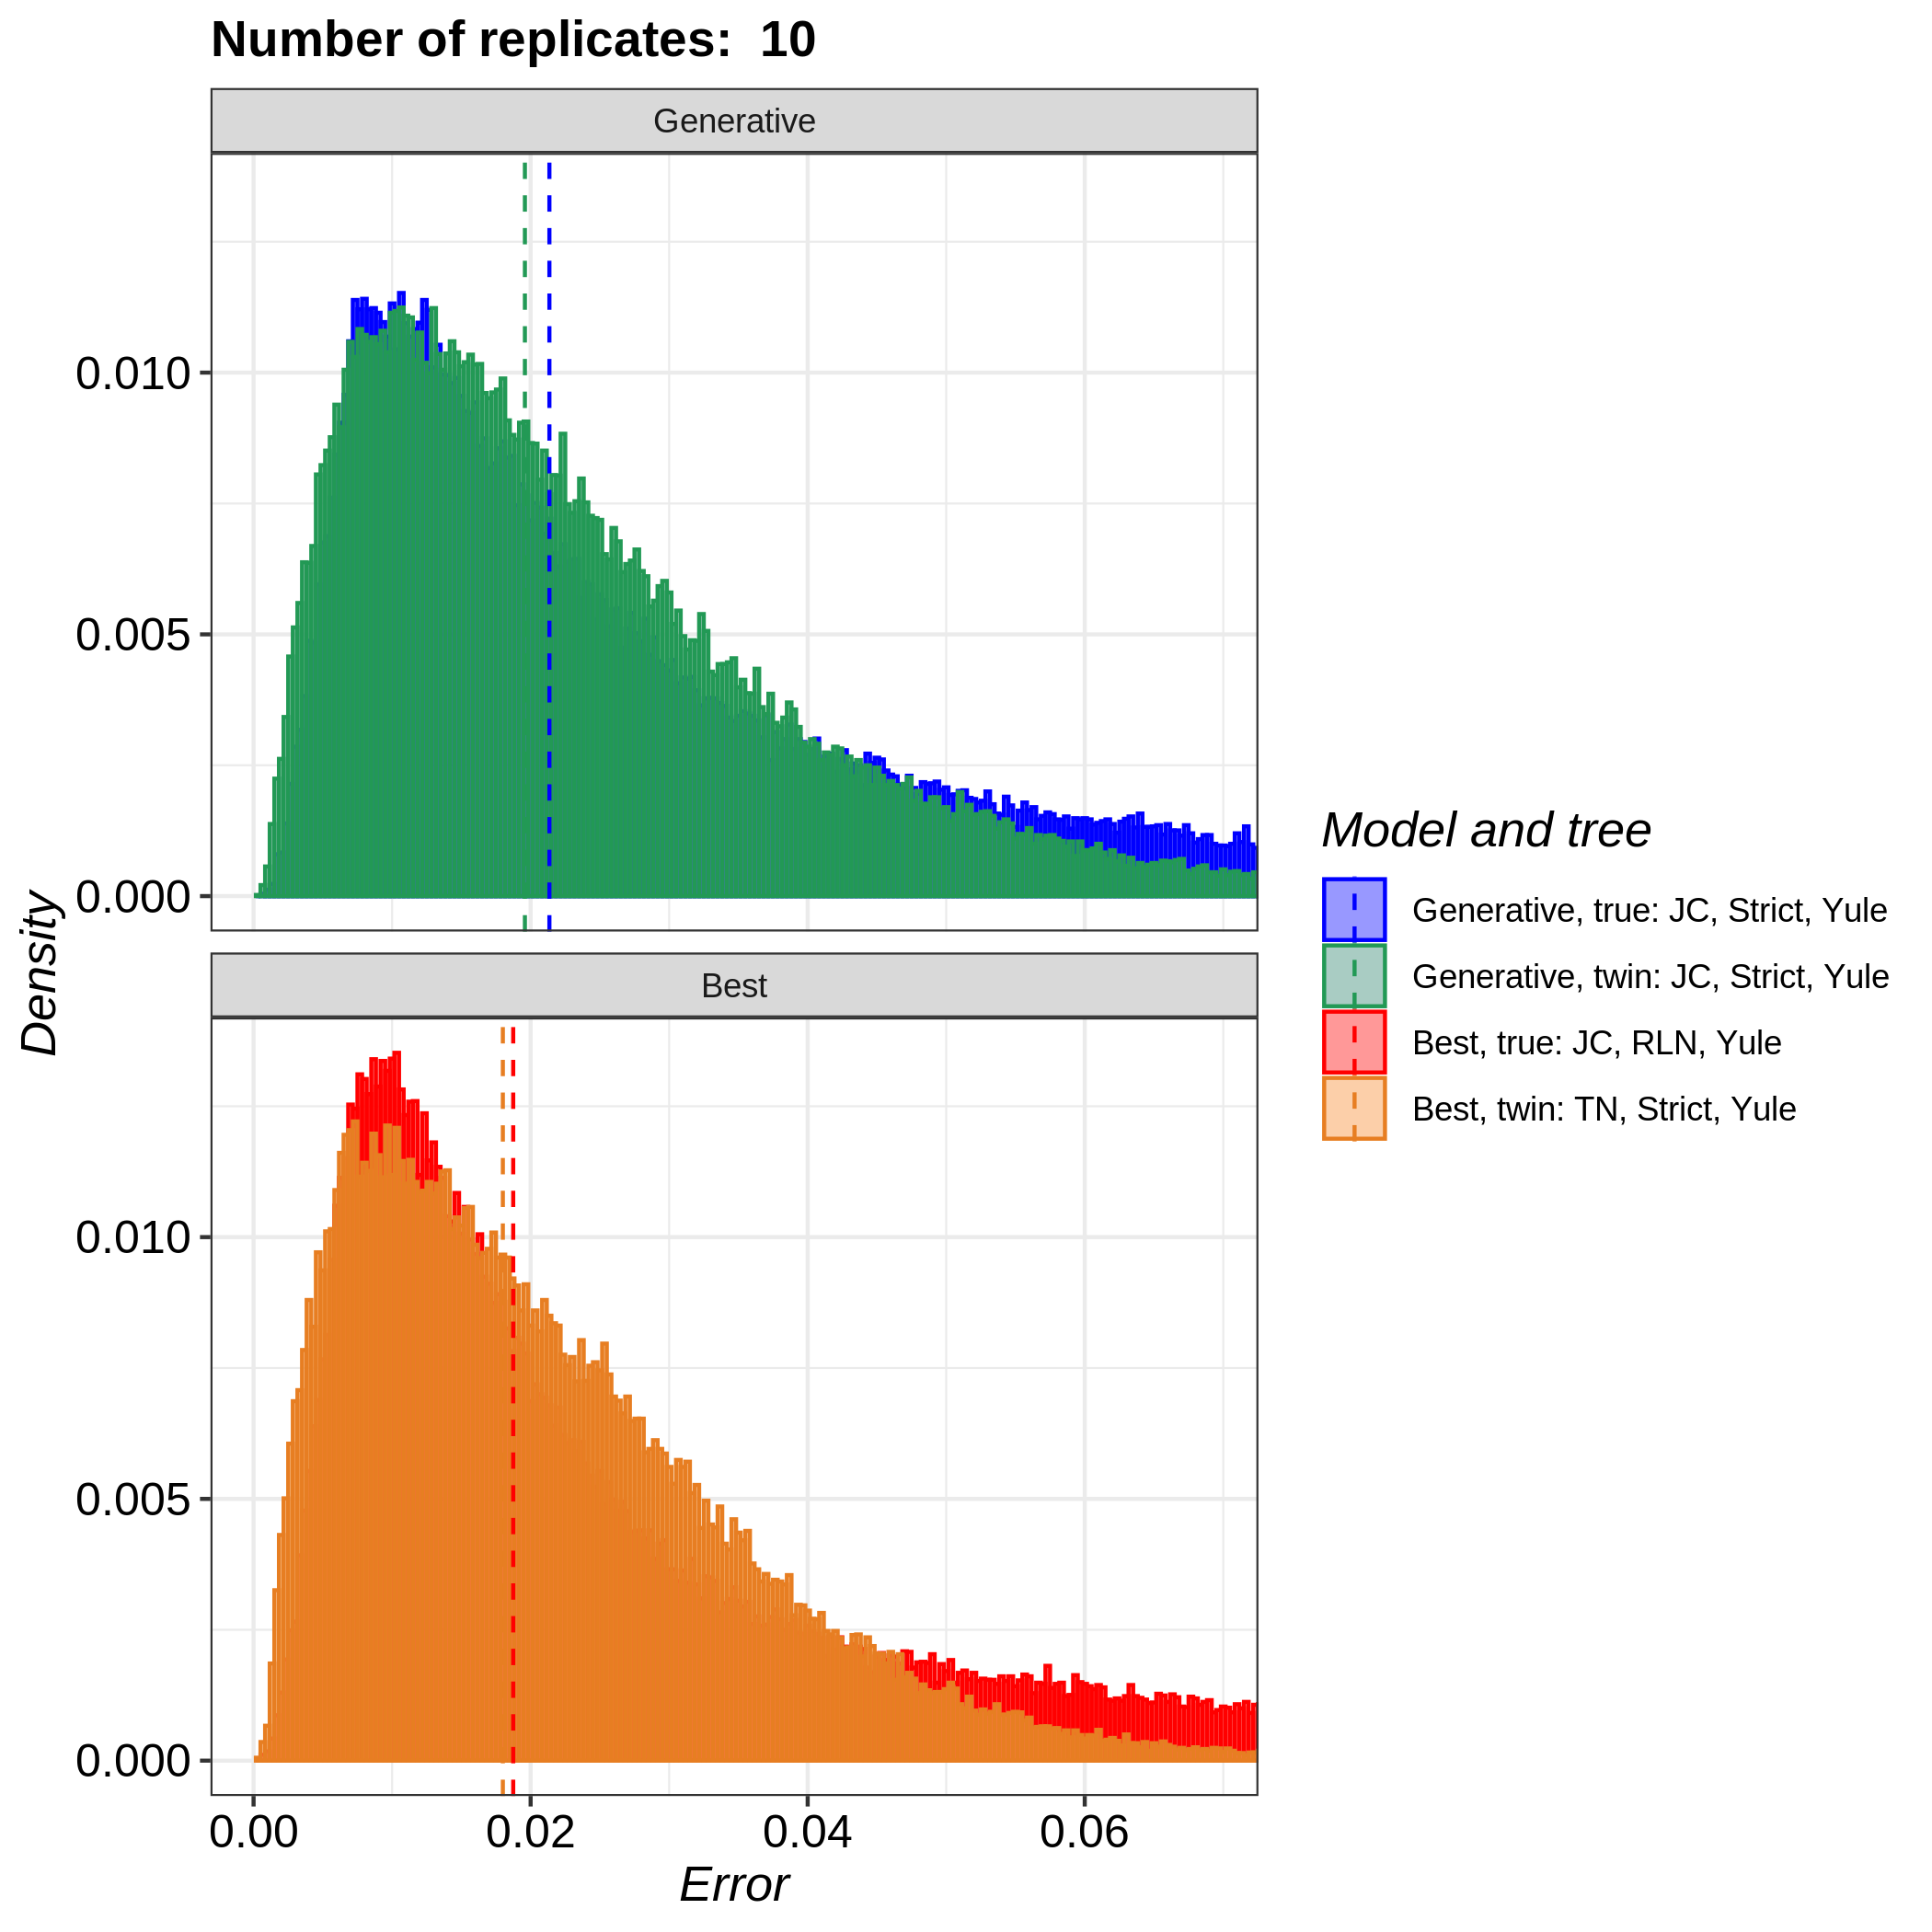 Number of replicates:  10
Generative
0.010
0.005
0.000
Best
0.010
0.005
0.000
0.00 0.02 0.04 0.06
Error
Density
Model and tree
Generative, true: JC, Strict, Yule
Generative, twin: JC, Strict, Yule
Best, true: JC, RLN, Yule
Best, twin: TN, Strict, Yule